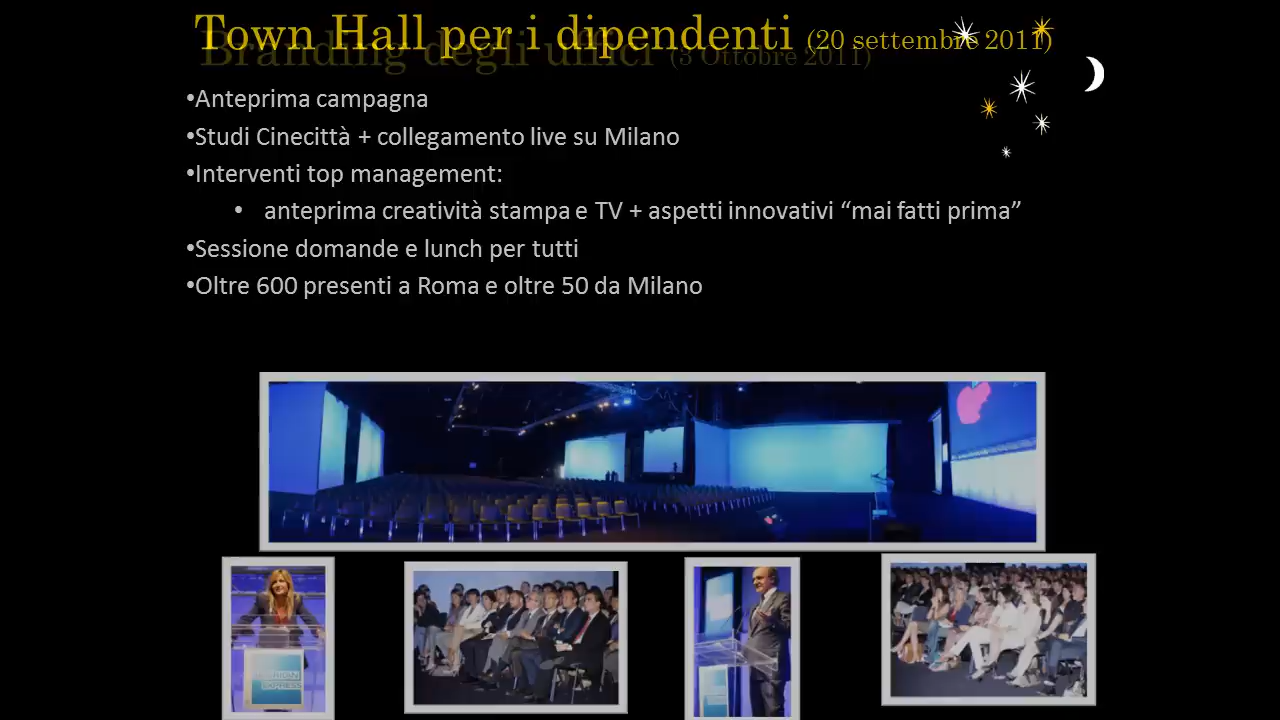 Town Hall per i dipendenti (20 settembre 2011)
Branding degli uffici (3 Ottobre 2011)
•Anteprima campagna
•Studi Cinecittà + collegamento live su Milano
•Interventi top management:
• anteprima creatività stampa e TV + aspetti innovativi “mai fatti prima”
•Sessione domande e lunch per tutti
•Oltre 600 presenti a Roma e oltre 50 da Milano
AMERICAN
EXPRESS